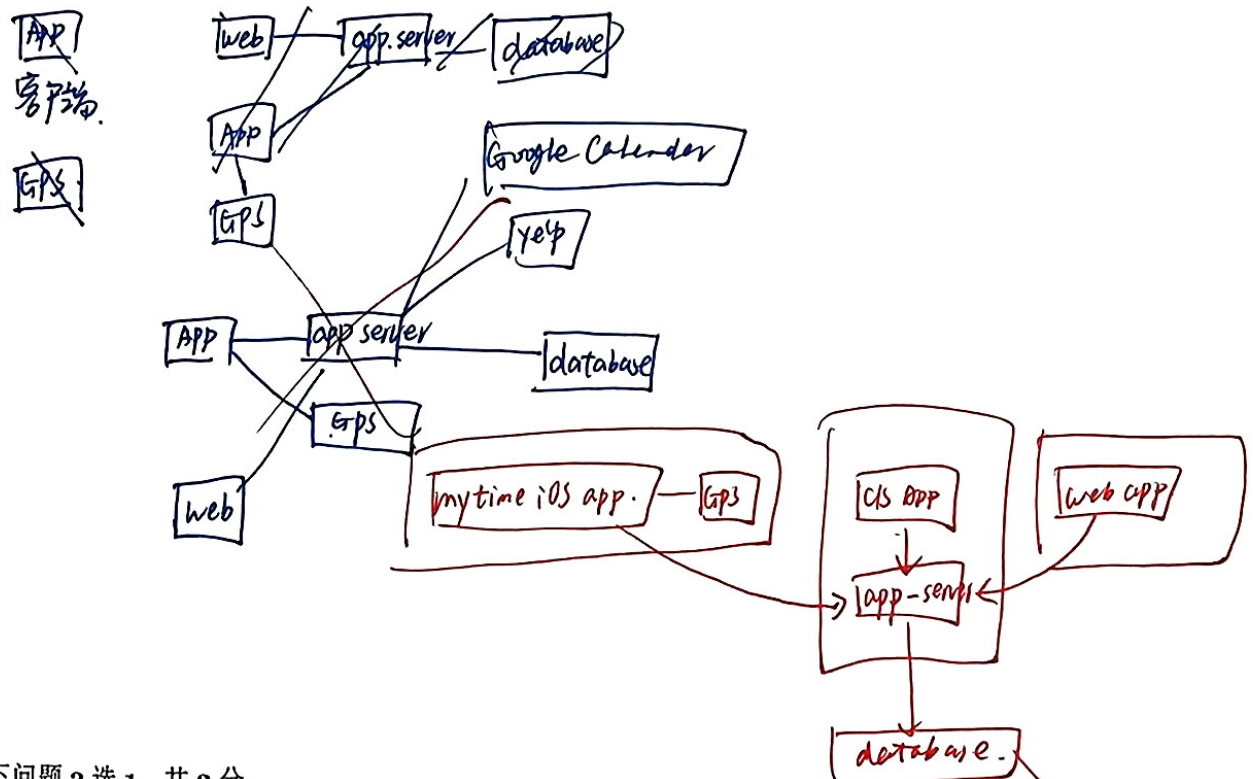 App
客户端.
GPS
web
app.server
database
App
GPS
Google Calendar
yelp
App
app server
database
GPS
web
mytime iOS app.
GPS
app-server
web app
database.